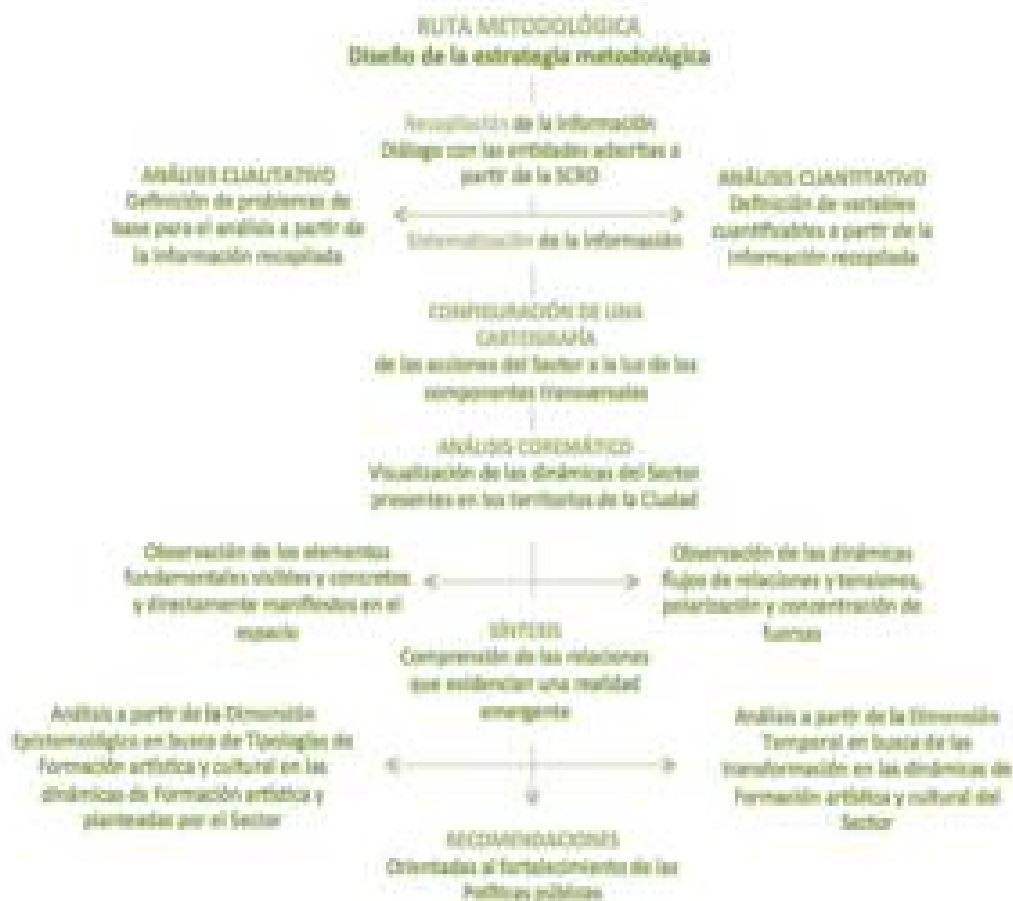 RUTA METODOLÓGICA
Diseño de la estrategia metodológica
Recopilación de la información
Diálogo con las entidades adscritas a
partir de la SCRD
ANÁLISIS CUALITATIVO
Definición de problemas de
base para el análisis a partir de
la información recopilada
ANÁLISIS CUANTITATIVO
Definición de variables
cuantificables a partir de la
información recopilada
Sistematización de la información
CONFIGURACIÓN DE UNA
CARTOGRAFÍA
de las acciones del Sector a la luz de los
componentes transversales
ANÁLISIS COREMÁTICO
Visualización de las dinámicas del Sector
presentes en los territorios de la Ciudad
Observación de los elementos
fundamentales visibles y concretos
y directamente manifiestos en el
espacio
Observación de las dinámicas
flujos de relaciones y tensiones,
polarización y concentración de
fuerzas
SÍNTESIS
Comprensión de las relaciones
que evidencian una realidad
emergente
Análisis a partir de la Dimensión
Epistemológico en busca de Tipologías de
Formación artística y cultural en las
dinámicas de Formación artística y
planteadas por el Sector
Análisis a partir de la Dimensión
Temporal en busca de las
transformación en las dinámicas de
Formación artística y cultural del
Sector
RECOMENDACIONES
Orientadas al fortalecimiento de las
Políticas públicas